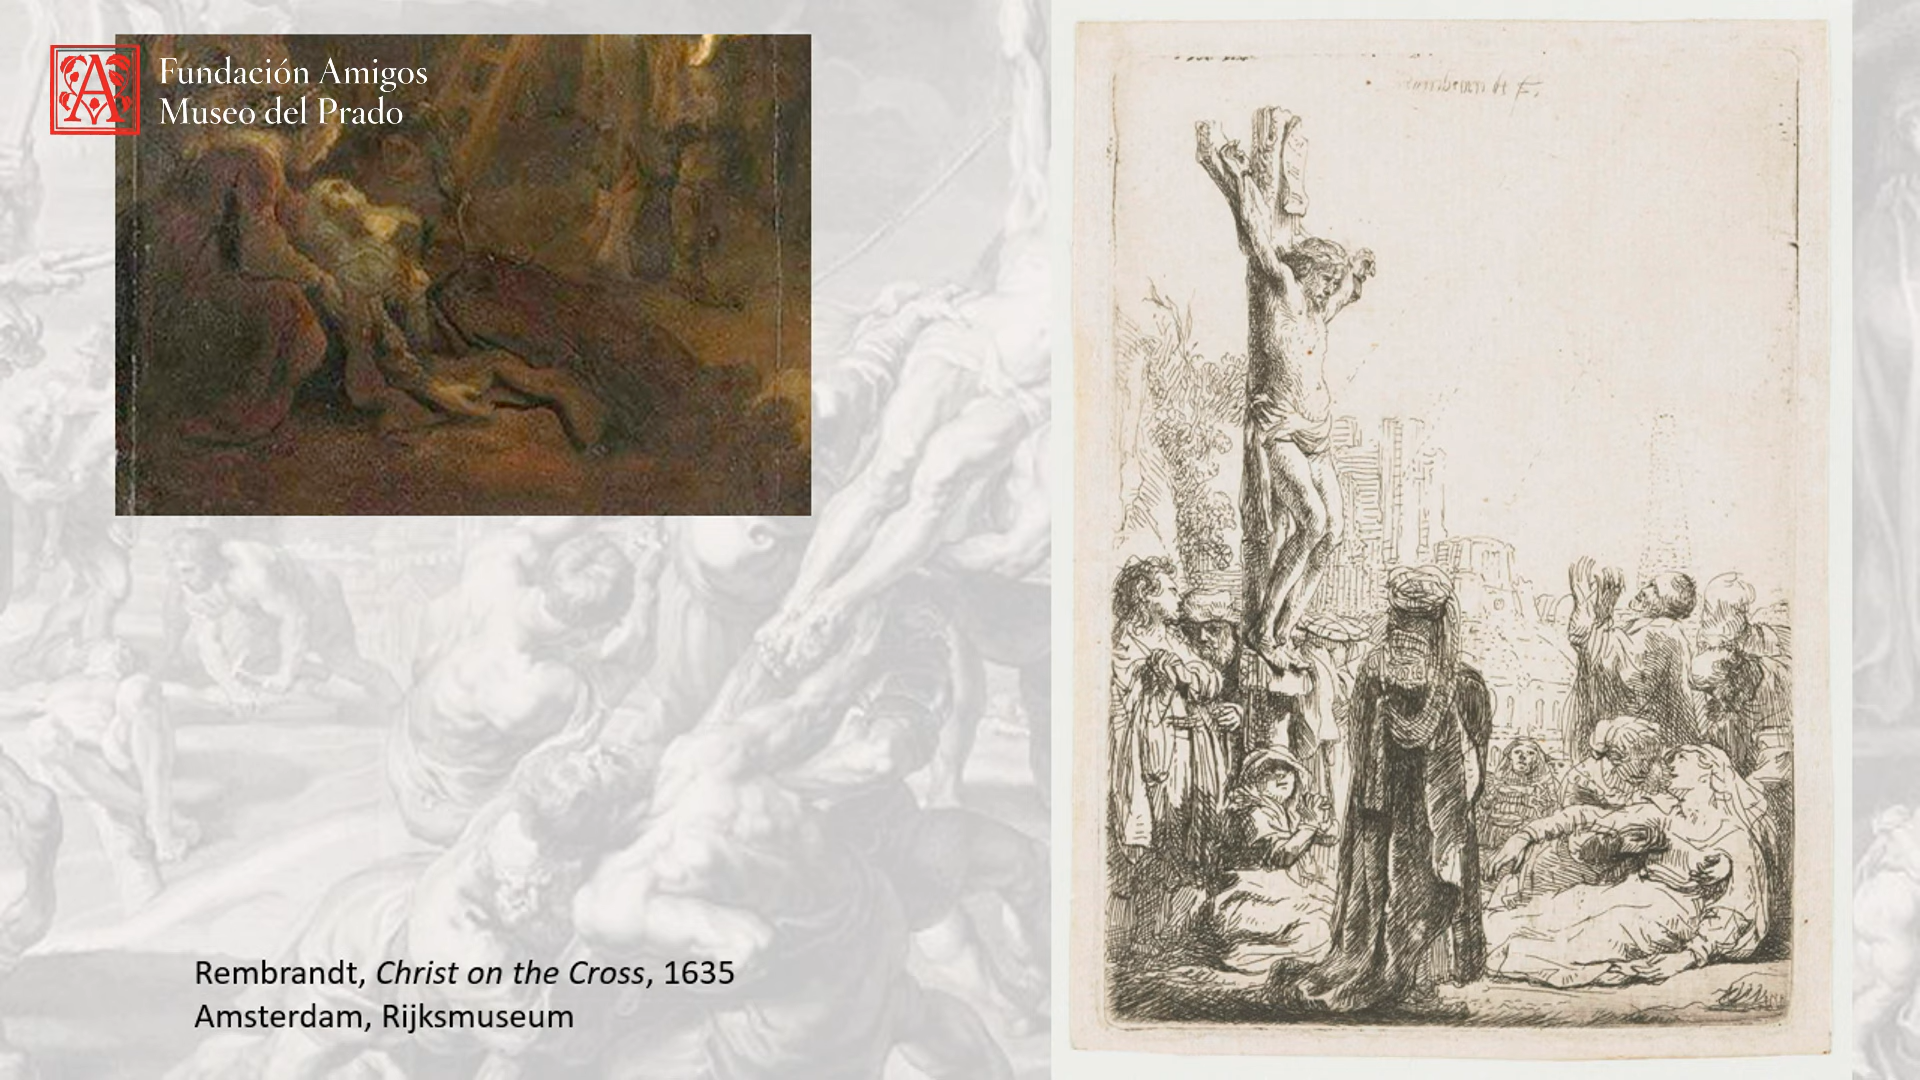 Fundación Amigos
Museo del Prado
Rembrandt, Christ on the Cross, 1635
Amsterdam, Rijksmuseum